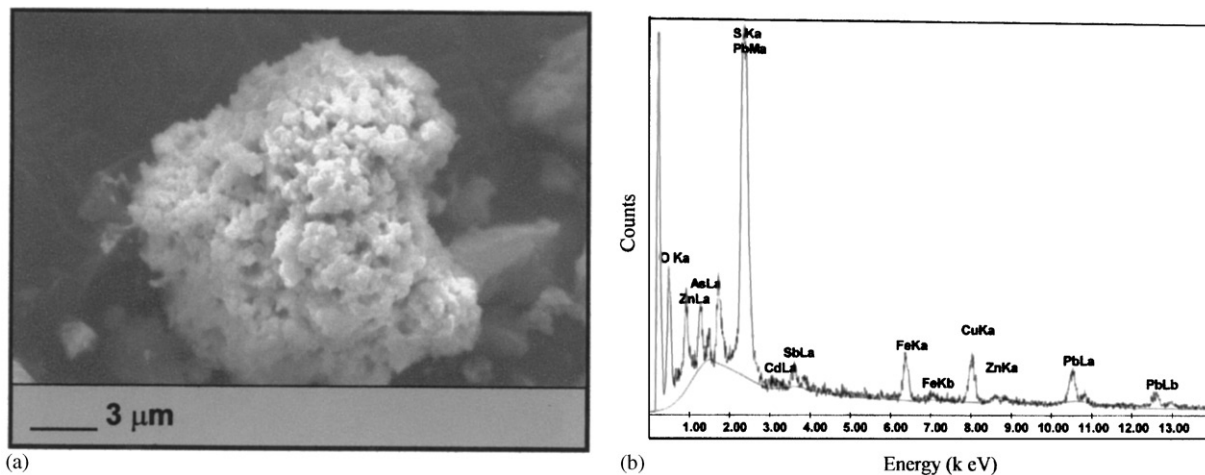 3 μm
(a)
Counts
S Ka
PbMa
O Ka
AsLa
ZnLa
SbLa
CdLa
FeKa
FeKb
CuKa
ZnKa
PbLa
PbLb
1.00 2.00 3.00 4.00 5.00 6.00 7.00 8.00 9.00 10.00 11.00 12.00 13.00
Energy (k eV)
(b)